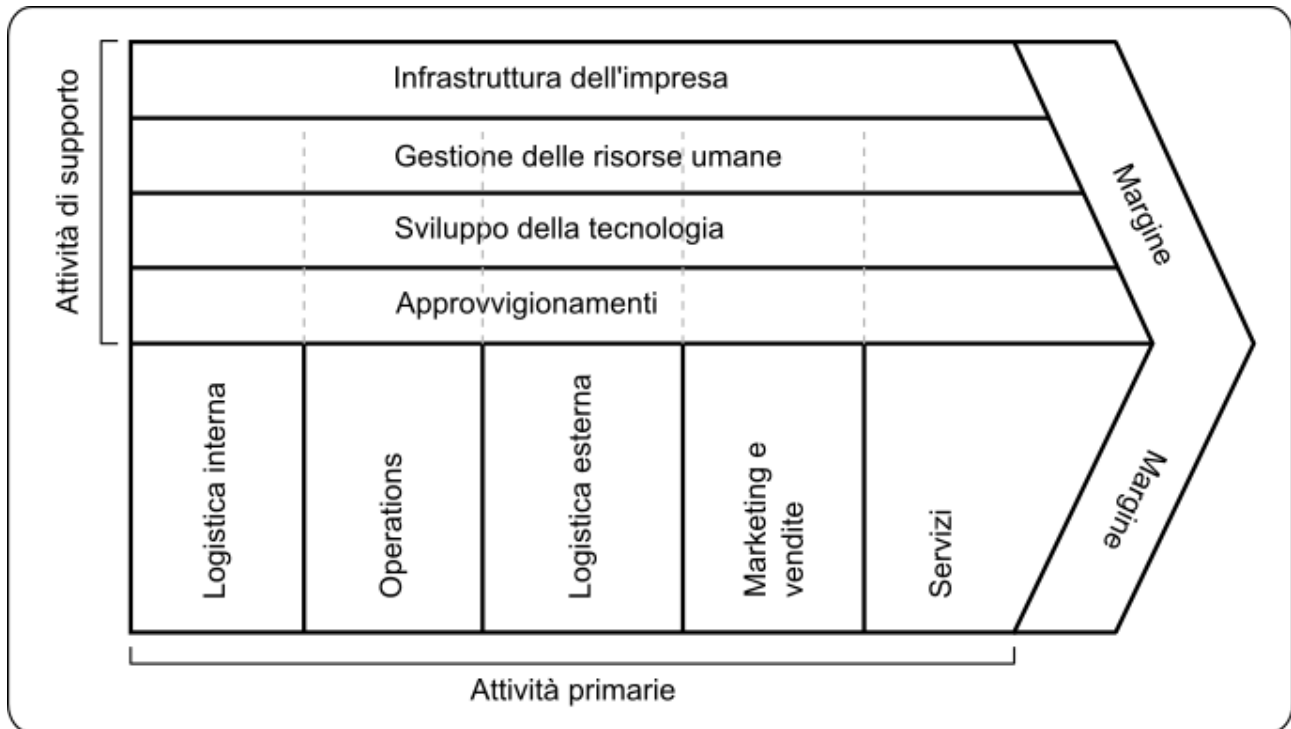 Attività di supporto
Infrastruttura dell'impresa
Gestione delle risorse umane
Sviluppo della tecnologia
Approvvigionamenti
Margine
Logistica interna
Operations
Logistica esterna
Marketing e
vendite
Servizi
Margine
Attività primarie